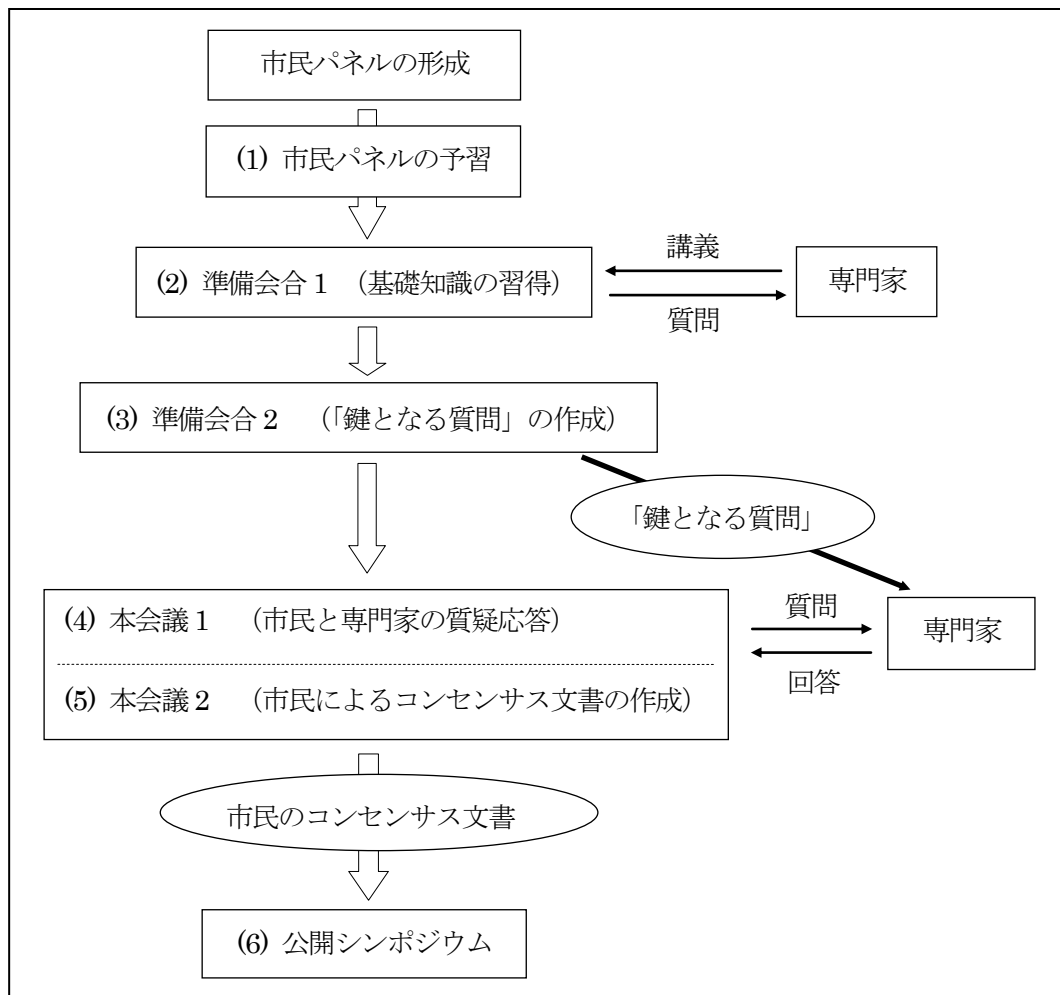 市民パネルの形成
(1) 市民パネルの予習
(2) 準備会合1 (基礎知識の習得)
講義
質問
専門家
(3) 準備会合2 (「鍵となる質問」の作成)
「鍵となる質問」
(4) 本会議1 (市民と専門家の質疑応答)
(5) 本会議2 (市民によるコンセンサス文書の作成)
質問
回答
専門家
市民のコンセンサス文書
(6) 公開シンポジウム